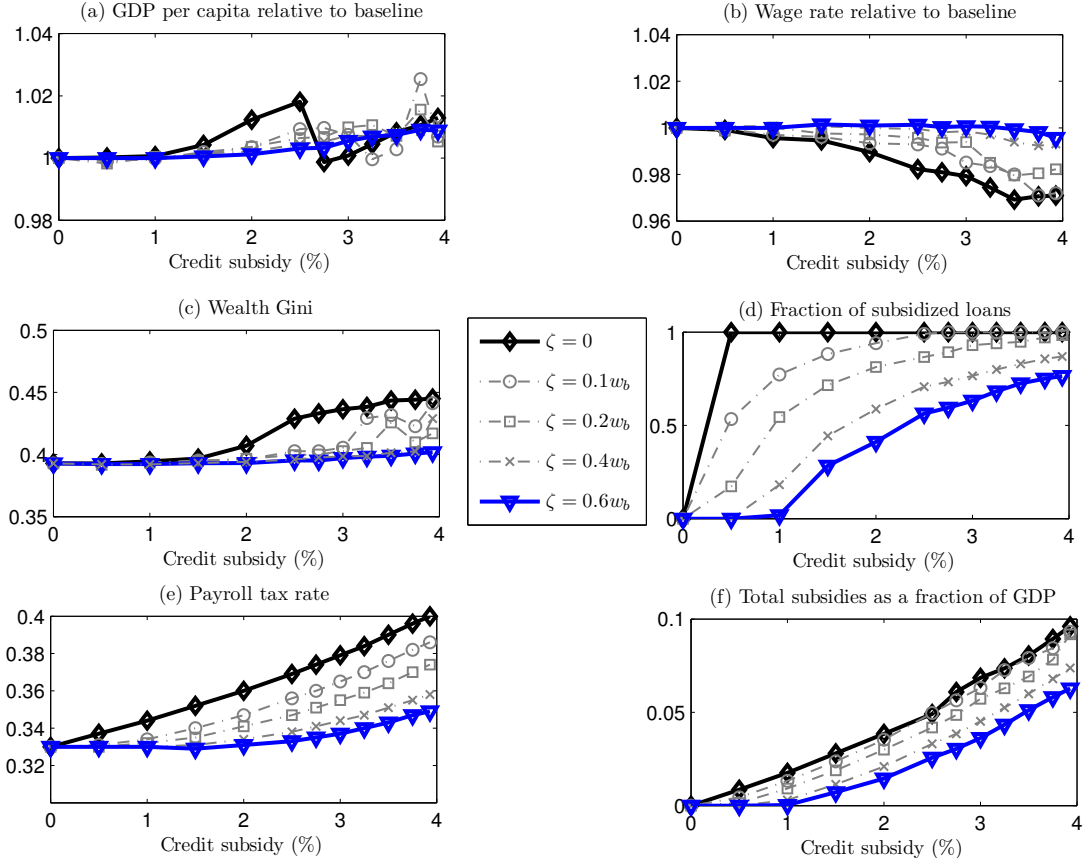 (a) GDP per capita relative to baseline
1.04
1.02
1
0.98
0 1 2 3 4
Credit subsidy (%)
(b) Wage rate relative to baseline
1.04
1.02
1
0.98
0.96
0 1 2 3 4
Credit subsidy (%)
(c) Wealth Gini
0.5
0.45
0.4
0.35
0 1 2 3 4
Credit subsidy (%)
ζ = 0
ζ = 0.1w_b
ζ = 0.2w_b
ζ = 0.4w_b
ζ = 0.6w_b
(d) Fraction of subsidized loans
1
0.5
0
0 1 2 3 4
Credit subsidy (%)
(e) Payroll tax rate
0.4
0.38
0.36
0.34
0.32
0 1 2 3 4
Credit subsidy (%)
(f) Total subsidies as a fraction of GDP
0.1
0.05
0
0 1 2 3 4
Credit subsidy (%)